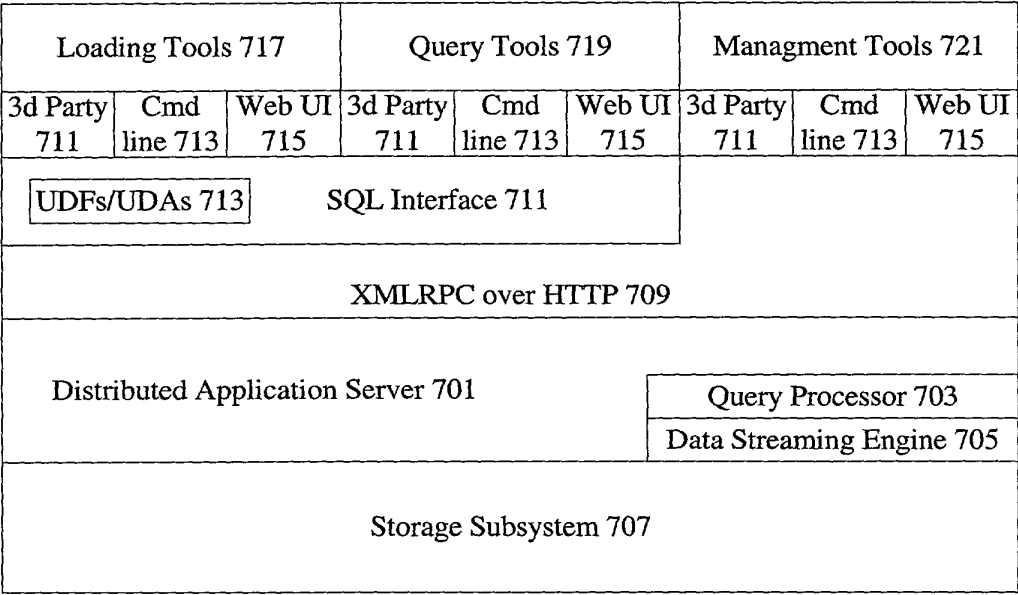 Loading Tools 717
Query Tools 719
Managment Tools 721
3d Party
711
Cmd
line 713
Web UI
715
3d Party
711
Cmd
line 713
Web UI
715
3d Party
711
Cmd
line 713
Web UI
715
UDFs/UDAs 713
SQL Interface 711
XMLRPC over HTTP 709
Distributed Application Server 701
Query Processor 703
Data Streaming Engine 705
Storage Subsystem 707